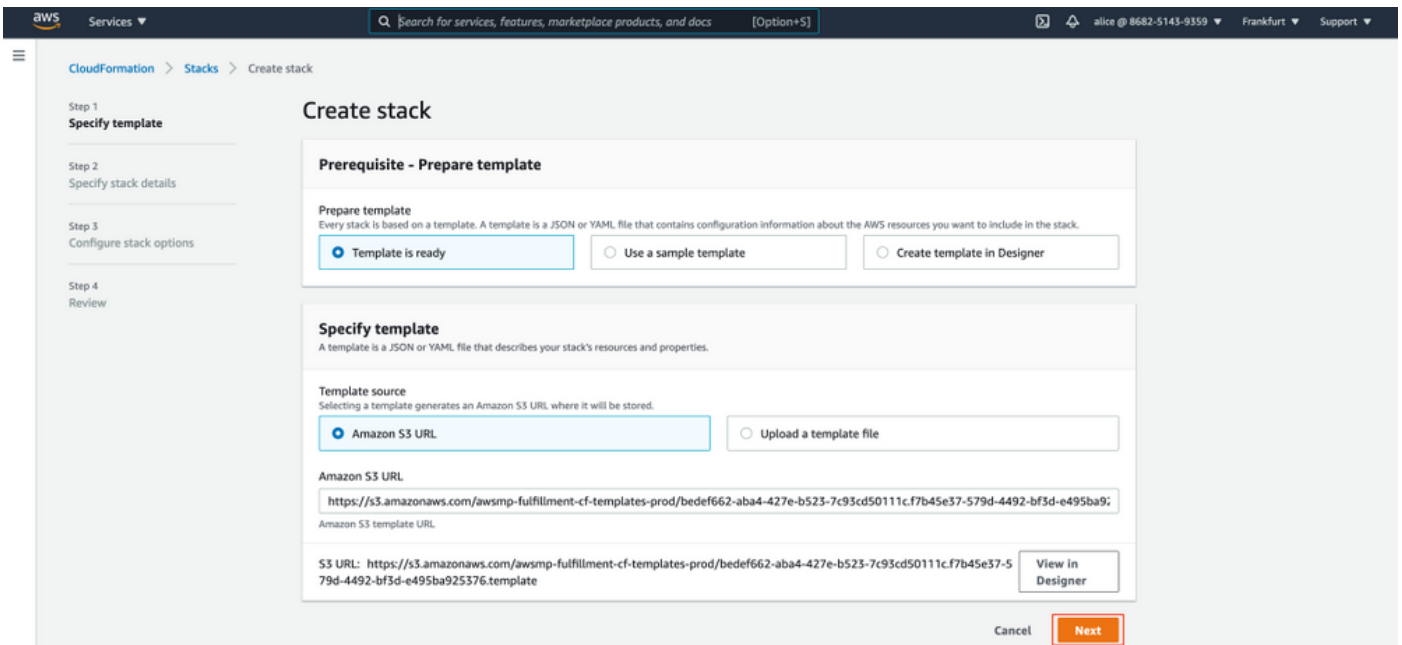 aws Services ▼ Search for services, features, marketplace products, and docs [Option+S] alice @ 8682-5143-9359 ▼ Frankfurt ▼ Support ▼
CloudFormation > Stacks > Create stack
Step 1
Specify template
Step 2
Specify stack details
Step 3
Configure stack options
Step 4
Review
Create stack
Prerequisite - Prepare template
Prepare template
Every stack is based on a template. A template is a JSON or YAML file that contains configuration information about the AWS resources you want to include in the stack.
Template is ready Use a sample template Create template in Designer
Specify template
A template is a JSON or YAML file that describes your stack's resources and properties.
Template source
Selecting a template generates an Amazon S3 URL where it will be stored.
Amazon S3 URL Upload a template file
Amazon S3 URL
https://s3.amazonaws.com/awsmp-fulfillment-cf-templates-prod/bedef662-aba4-427e-b523-7c93cd50111c.f7b45e37-579d-4492-bf3d-e495ba92
Amazon S3 template URL
S3 URL: https://s3.amazonaws.com/awsmp-fulfillment-cf-templates-prod/bedef662-aba4-427e-b523-7c93cd50111c.f7b45e37-5
79d-4492-bf3d-e495ba925376.template
View in
Designer
Cancel Next